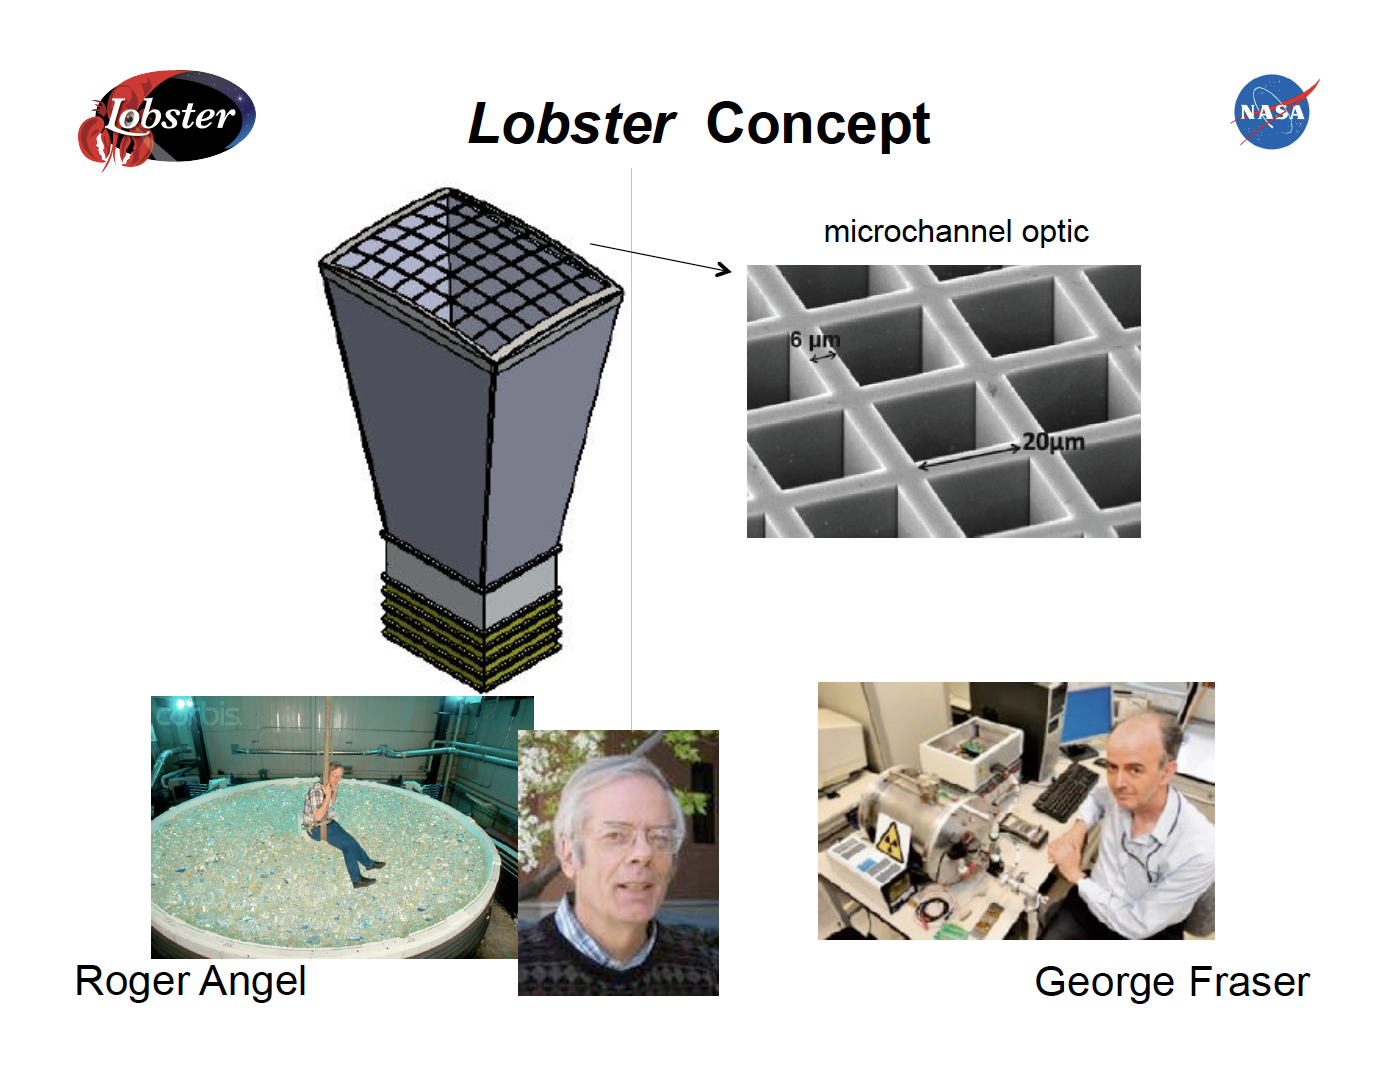 Lobster
Lobster Concept
NASA
microchannel optic
6 µm
20µm
corbis.
Roger Angel
George Fraser